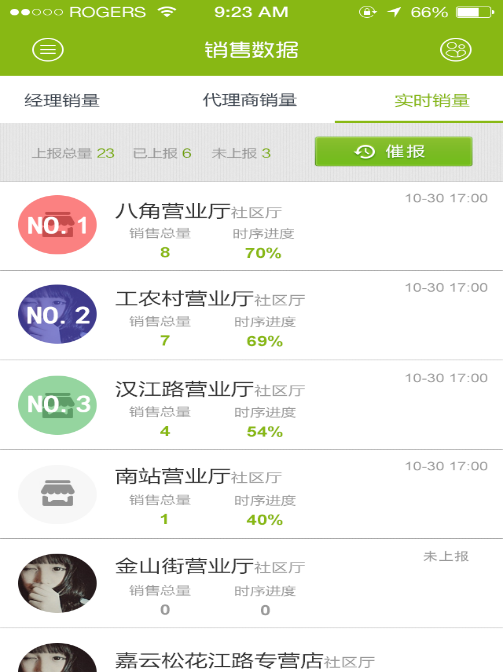 ROGERS 9:23 AM 66%
销售数据
经理销量 代理商销量 实时销量
上报总量 23 已上报 6 未上报 3 催报
10-30 17:00
NO. 1 八角营业厅社区厅
销售总量 时序进度
8 70%
10-30 17:00
NO. 2 工农村营业厅社区厅
销售总量 时序进度
7 69%
10-30 17:00
NO. 3 汉江路营业厅社区厅
销售总量 时序进度
4 54%
10-30 17:00
南站营业厅社区厅
销售总量 时序进度
1 40%
未上报
金山街营业厅社区厅
销售总量 时序进度
0 0
嘉云松花江路专营店社区厅